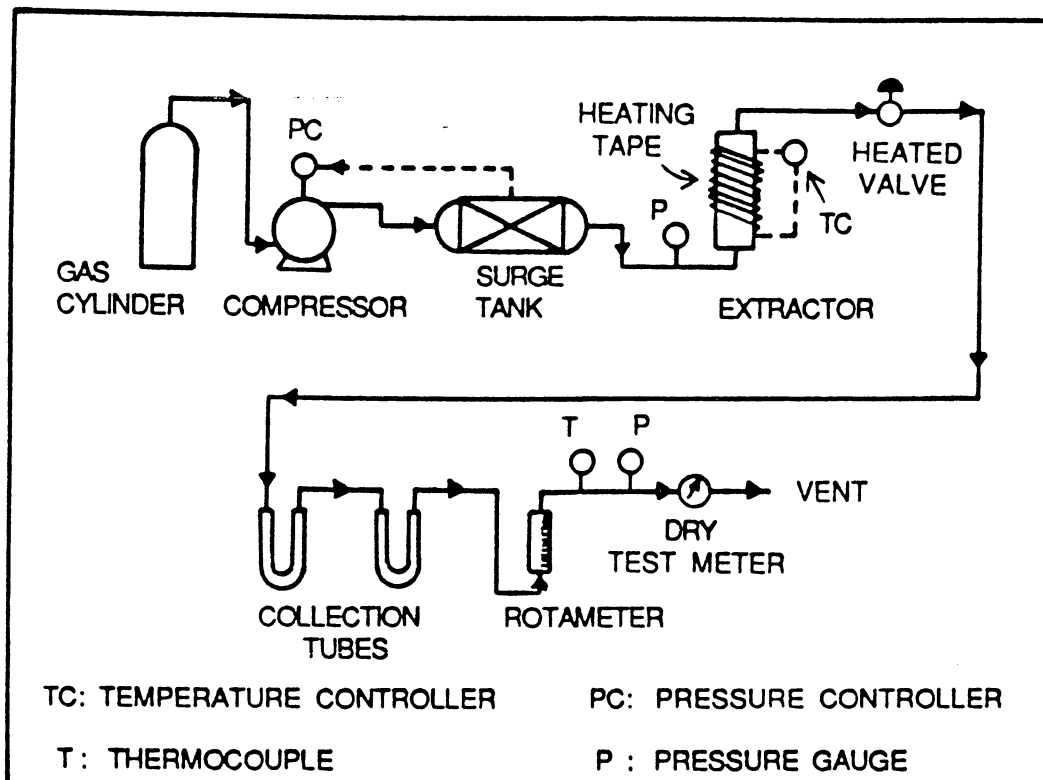 PC
HEATING
TAPE
HEATED
VALVE
P
TC
GAS
CYLINDER
COMPRESSOR
SURGE
TANK
EXTRACTOR
T
P
VENT
DRY
TEST METER
COLLECTION
TUBES
ROTAMETER
TC: TEMPERATURE CONTROLLER
PC: PRESSURE CONTROLLER
T : THERMOCOUPLE
P : PRESSURE GAUGE